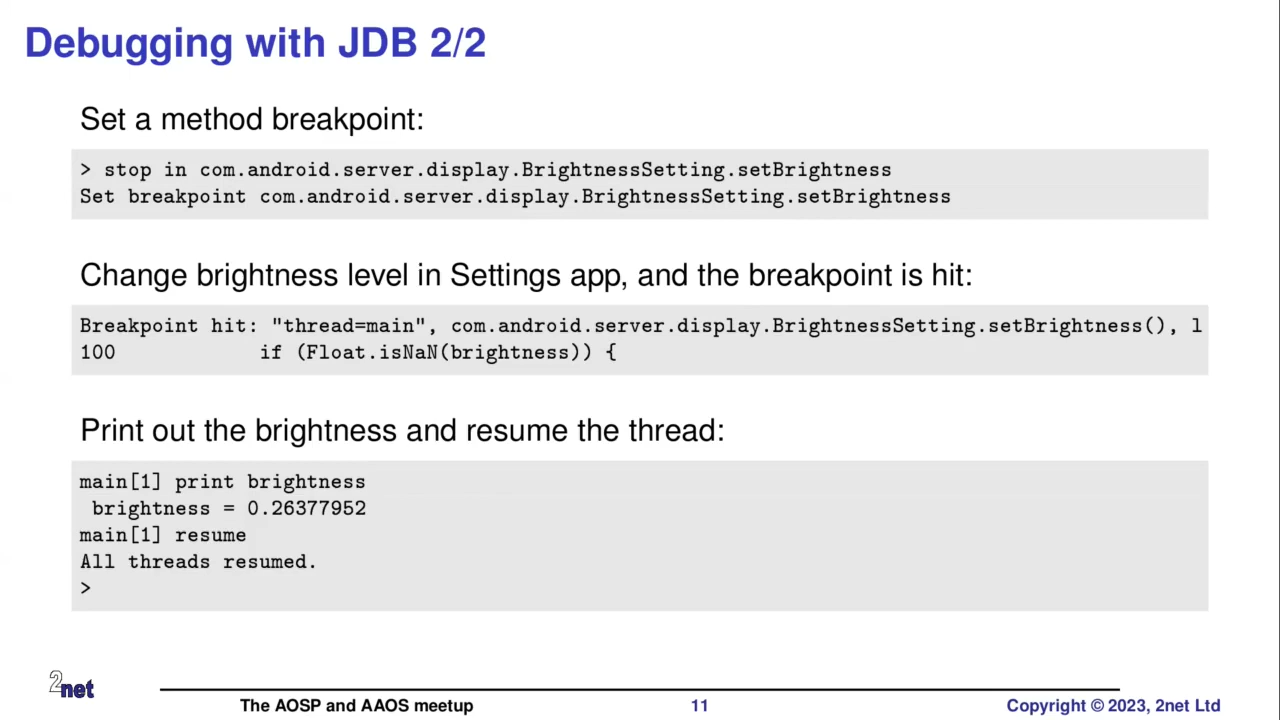 Debugging with JDB 2/2
Set a method breakpoint:
> stop in com.android.server.display.BrightnessSetting.setBrightness
Set breakpoint com.android.server.display.BrightnessSetting.setBrightness
Change brightness level in Settings app, and the breakpoint is hit:
Breakpoint hit: "thread=main", com.android.server.display.BrightnessSetting.setBrightness(), l
100            if (Float.isNaN(brightness)) {
Print out the brightness and resume the thread:
main[1] print brightness
 brightness = 0.26377952
main[1] resume
All threads resumed.
>
2net
The AOSP and AAOS meetup
11
Copyright © 2023, 2net Ltd